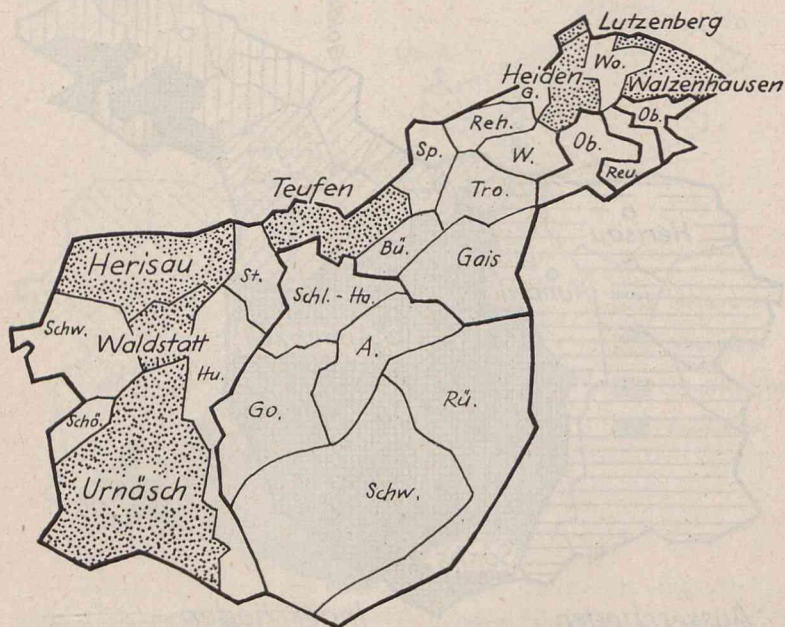 Lutzenberg
Wo.
Heiden
Walzenhausen
G.
Ob.
Reh.
Ob.
Sp.
W.
Reu.
Teufen
Tro.
Bü.
Gais
Herisau
St.
Schl.-Ha.
Schw.
Waldstatt
A.
Hu.
Go.
Rü.
Schö.
Urnäsch
Schw.